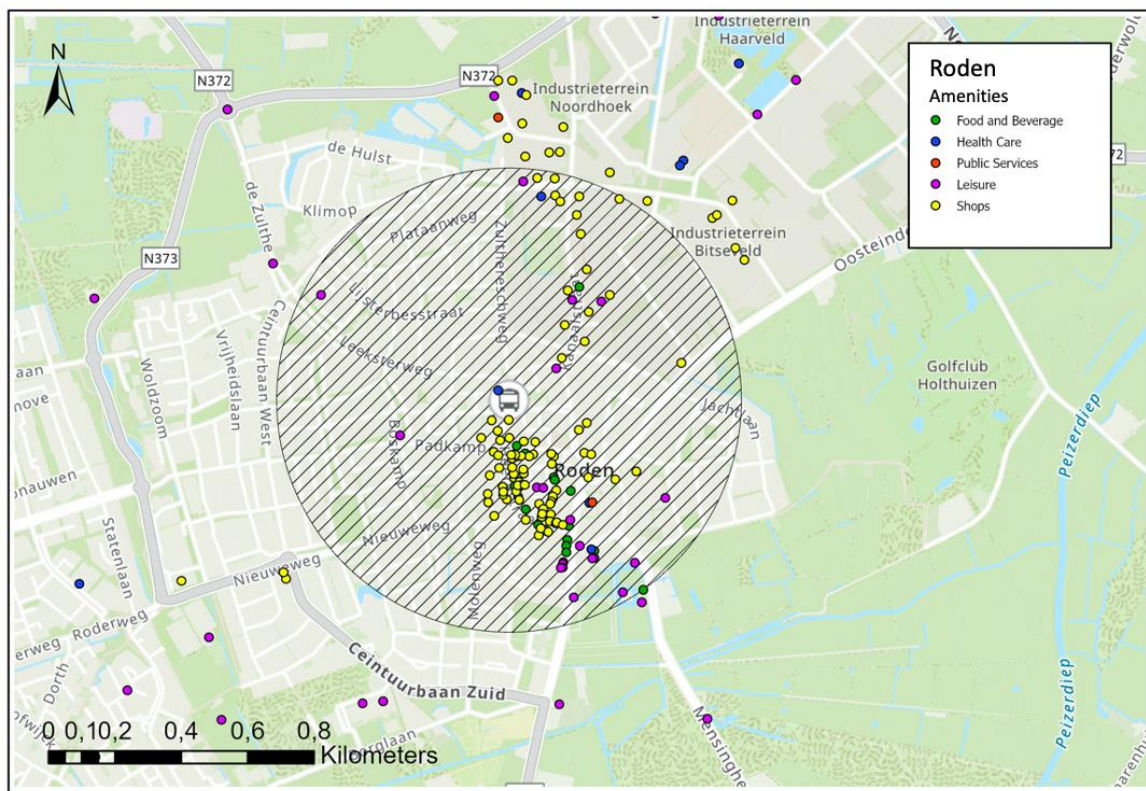 N
N372
N372
Industrieterrein
Haarveld
Industrieterrein
Noordhoek
de Hulst
Klimop
de Zulthe
Plataanweg
Zulthereschweg
Industrieterrein
Bitseveld
N373
Lijsterbesstraat
Leeksterweg
Ceintuurbaan West
Vrijheidslaan
Woldzoom
Golfclub
Holthuizen
Jachtlaan
Padkamp
Boskamp
Roden
Peizerdiep
Statenlaan
Nieuweweg
Nieuweweg
Molenweg
Roderweg
Dorth
Ceintuurbaan Zuid
Peizerdiep
0 0,10,2 0,4 0,6 0,8
Kilometers
Roden
Amenities
Food and Beverage
Health Care
Public Services
Leisure
Shops